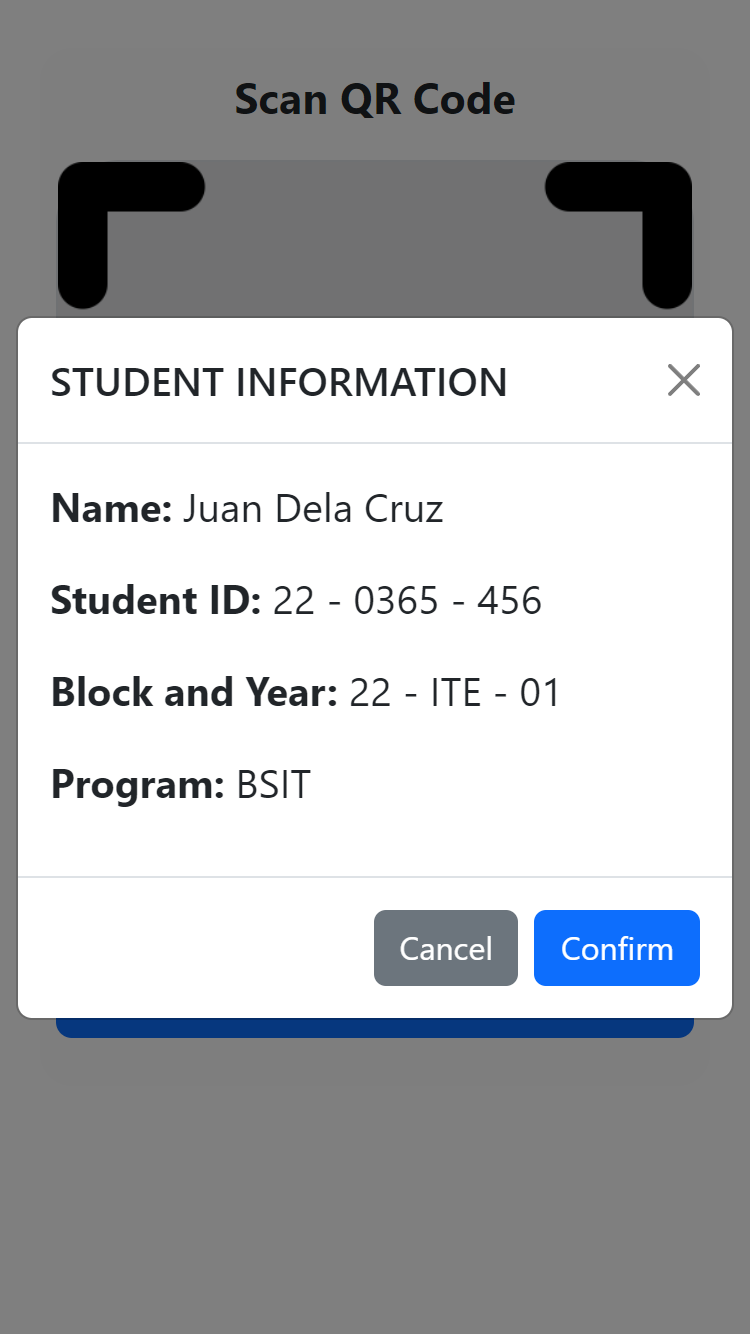 Scan QR Code
STUDENT INFORMATION
Name: Juan Dela Cruz
Student ID: 22 - 0365 - 456
Block and Year: 22 - ITE - 01
Program: BSIT
Cancel
Confirm